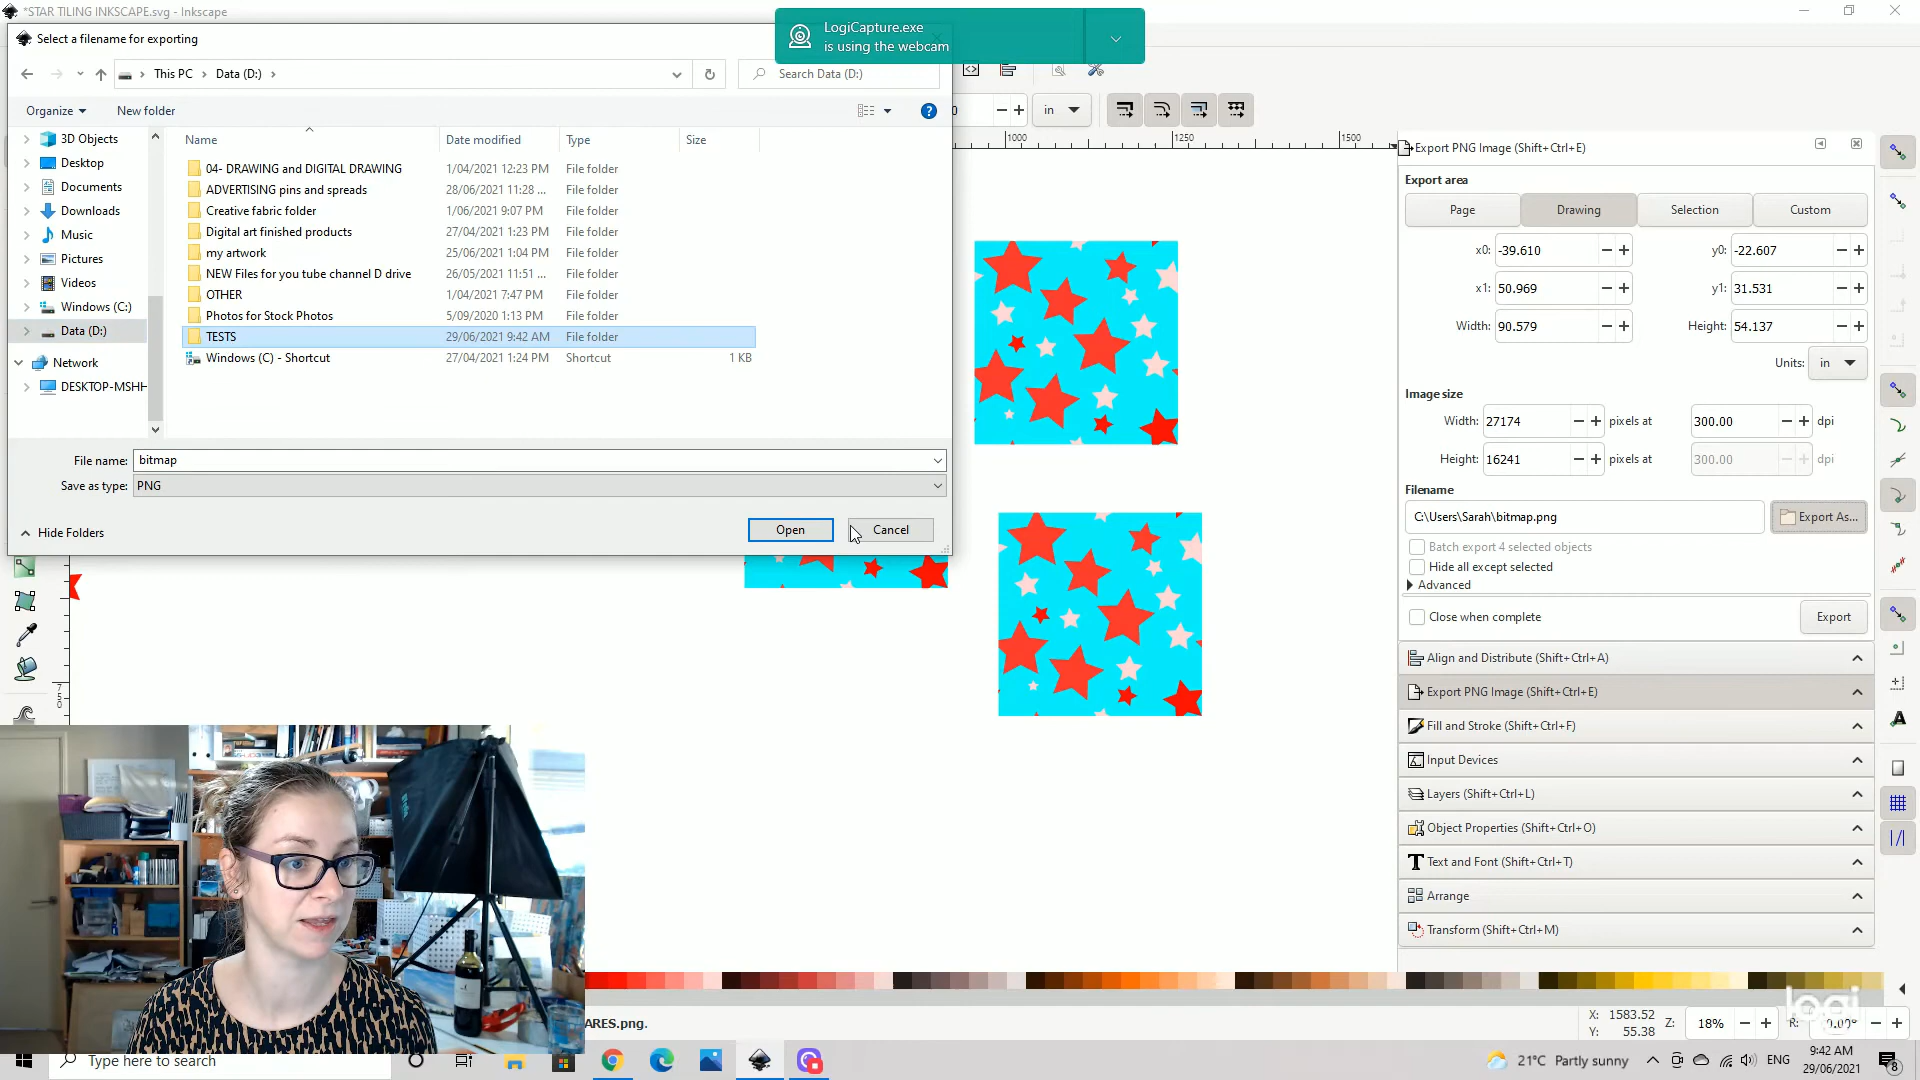 *STAR TILING INKSCAPE.svg - Inkscape
Select a filename for exporting
LogiCapture.exe
is using the webcam
This PC > Data (D:) >
Search Data (D:)
Organize
New folder
0
in
3D Objects
Desktop
Documents
Downloads
Music
Pictures
Videos
Windows (C:)
Data (D:)
Network
DESKTOP-MSHH
Name Date modified Type Size
04- DRAWING and DIGITAL DRAWING 1/04/2021 12:23 PM File folder
ADVERTISING pins and spreads 28/06/2021 11:28 ... File folder
Creative fabric folder 1/06/2021 9:07 PM File folder
Digital art finished products 27/04/2021 1:23 PM File folder
my artwork 25/06/2021 1:04 PM File folder
NEW Files for you tube channel D drive 26/05/2021 11:51 ... File folder
OTHER 1/04/2021 7:47 PM File folder
Photos for Stock Photos 5/09/2020 1:13 PM File folder
TESTS 29/06/2021 9:42 AM File folder
Windows (C) - Shortcut 27/04/2021 1:24 PM Shortcut 1 KB
File name: bitmap
Save as type: PNG
Hide Folders
Open
Cancel
1000 1250 1500
750
Export PNG Image (Shift+Ctrl+E)
Export area
Page Drawing Selection Custom
x0: -39.610 y0: -22.607
x1: 50.969 y1: 31.531
Width: 90.579 Height: 54.137
Units: in
Image size
Width: 27174 pixels at 300.00 dpi
Height: 16241 pixels at 300.00 dpi
Filename
C:\Users\Sarah\bitmap.png Export As...
Batch export 4 selected objects
Hide all except selected
Advanced
Close when complete Export
Align and Distribute (Shift+Ctrl+A)
Export PNG Image (Shift+Ctrl+E)
Fill and Stroke (Shift+Ctrl+F)
Input Devices
Layers (Shift+Ctrl+L)
Object Properties (Shift+Ctrl+O)
Text and Font (Shift+Ctrl+T)
Arrange
Transform (Shift+Ctrl+M)
ARES.png.
X: 1583.52
Y: 55.38
Z: 18%
R: 0.00°
logi
Type here to search
21°C Partly sunny
ENG
9:42 AM
29/06/2021
8